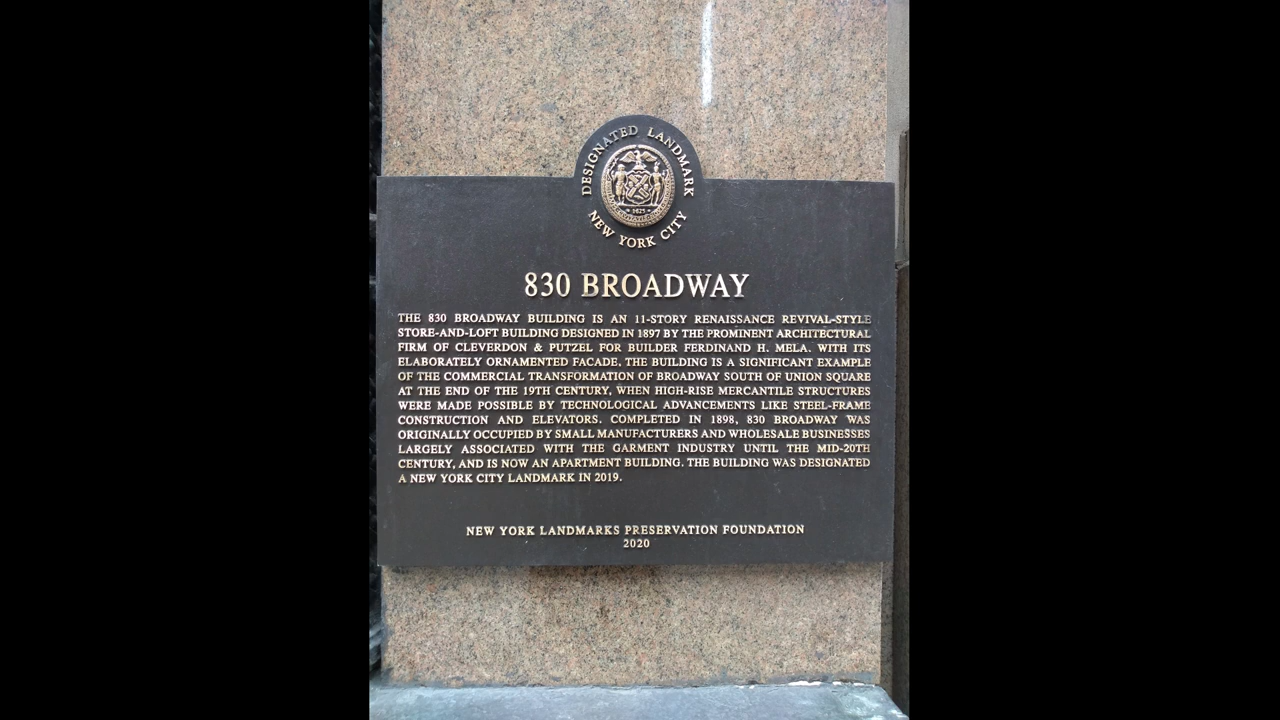 DESIGNATED LANDMARK
1625
NEW YORK CITY
830 BROADWAY
THE 830 BROADWAY BUILDING IS AN 11-STORY RENAISSANCE REVIVAL-STYLE
STORE-AND-LOFT BUILDING DESIGNED IN 1897 BY THE PROMINENT ARCHITECTURAL
FIRM OF CLEVERDON & PUTZEL FOR BUILDER FERDINAND H. MELA. WITH ITS
ELABORATELY ORNAMENTED FACADE, THE BUILDING IS A SIGNIFICANT EXAMPLE
OF THE COMMERCIAL TRANSFORMATION OF BROADWAY SOUTH OF UNION SQUARE
AT THE END OF THE 19TH CENTURY, WHEN HIGH-RISE MERCANTILE STRUCTURES
WERE MADE POSSIBLE BY TECHNOLOGICAL ADVANCEMENTS LIKE STEEL-FRAME
CONSTRUCTION AND ELEVATORS. COMPLETED IN 1898, 830 BROADWAY WAS
ORIGINALLY OCCUPIED BY SMALL MANUFACTURERS AND WHOLESALE BUSINESSES
LARGELY ASSOCIATED WITH THE GARMENT INDUSTRY UNTIL THE MID-20TH
CENTURY, AND IS NOW AN APARTMENT BUILDING. THE BUILDING WAS DESIGNATED
A NEW YORK CITY LANDMARK IN 2019.
NEW YORK LANDMARKS PRESERVATION FOUNDATION
2020